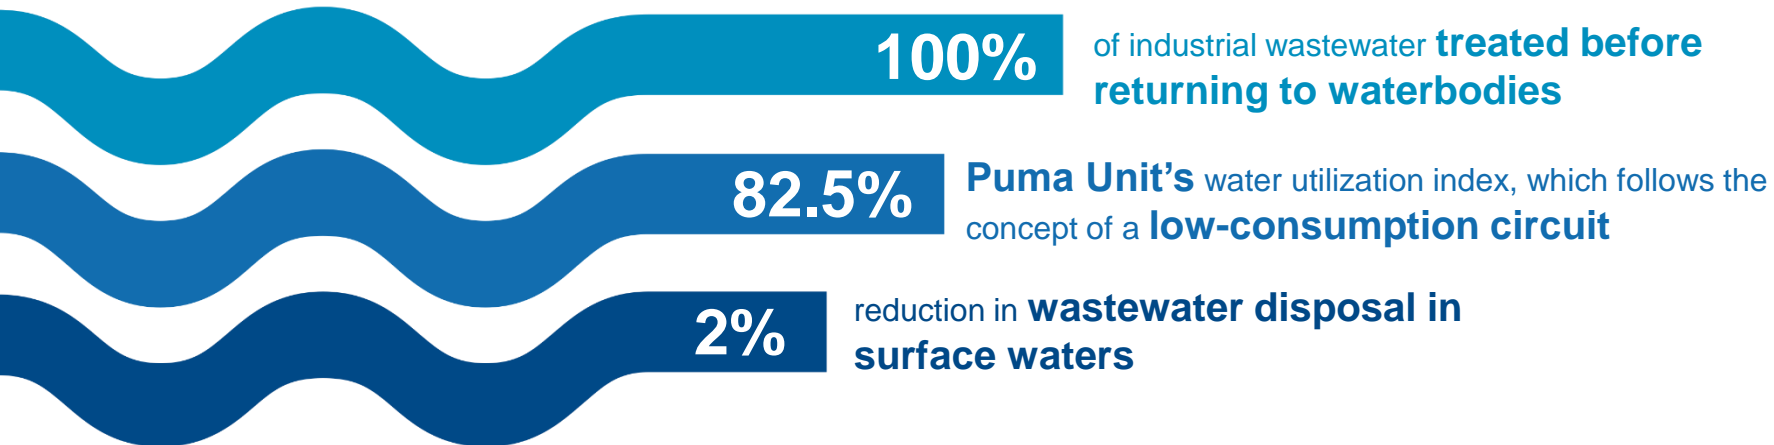 100%
of industrial wastewater treated before
returning to waterbodies
82.5%
Puma Unit’s water utilization index, which follows the
concept of a low-consumption circuit
2%
reduction in wastewater disposal in
surface waters